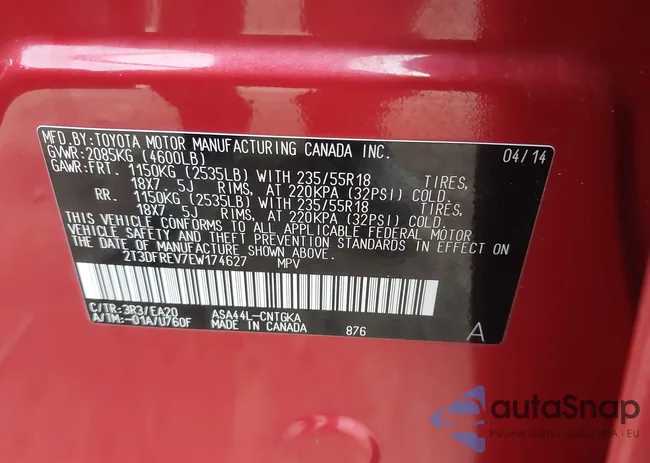 MFD.BY:TOYOTA MOTOR MANUFACTURING CANADA INC. 04/14
GVWR:2085KG (4600LB)
GAWR:FRT. 1150KG (2535LB) WITH 235/55R18 TIRES,
18X7.5J RIMS, AT 220KPA (32PSI) COLD.
RR. 1150KG (2535LB) WITH 235/55R18 TIRES,
18X7.5J RIMS, AT 220KPA (32PSI) COLD.
THIS VEHICLE CONFORMS TO ALL APPLICABLE FEDERAL MOTOR
VEHICLE SAFETY AND THEFT PREVENTION STANDARDS IN EFFECT ON
THE DATE OF MANUFACTURE SHOWN ABOVE.
2T3DFREV7EW174627 MPV
C/TR:3R3/EA20 ASA44L-CNTGKA
A/TM:-01A/U760F MADE IN CANADA 876 A
autoSnap